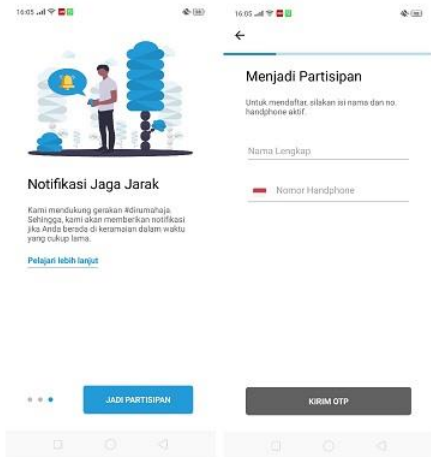 16:05
Notifikasi Jaga Jarak
Kami mendukung gerakan #dirumahaja.
Sehingga, kami akan memberikan notifikasi
jika Anda berada di keramaian dalam waktu
yang cukup lama.
Pelajari lebih lanjut
JADI PARTISIPAN
16:05
Menjadi Partisipan
Untuk mendaftar, silakan isi nama dan no.
handphone aktif.
Nama Lengkap
Nomor Handphone
KIRIM OTP